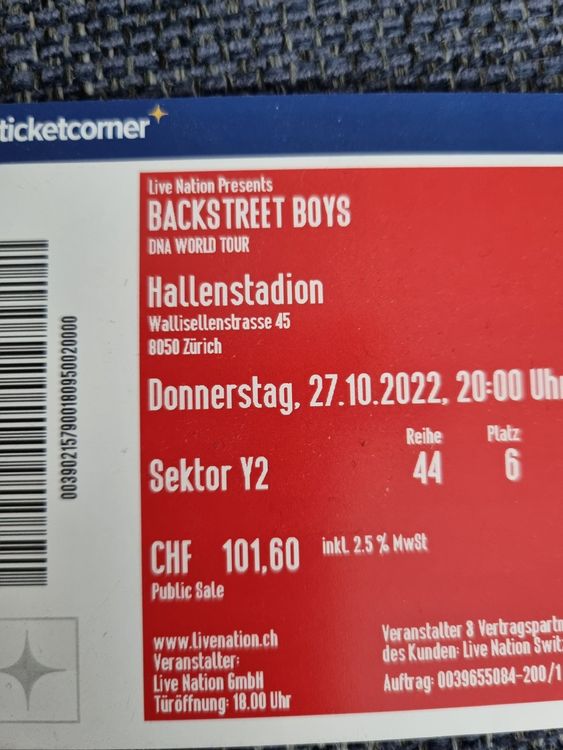 ticketcorner
Live Nation Presents
BACKSTREET BOYS
DNA WORLD TOUR
Hallenstadion
Wallisellenstrasse 45
8050 Zürich
Donnerstag, 27.10.2022, 20:00 Uhr
Reihe Platz
Sektor Y2 44 6
CHF 101,60 inkl. 2.5 % MwSt
Public Sale
www.livenation.ch
Veranstalter:
Live Nation GmbH
Türöffnung: 18.00 Uhr
Veranstalter & Vertragspartn
des Kunden: Live Nation Switz
Auftrag: 0039655084-200/1
003902157900180950020000